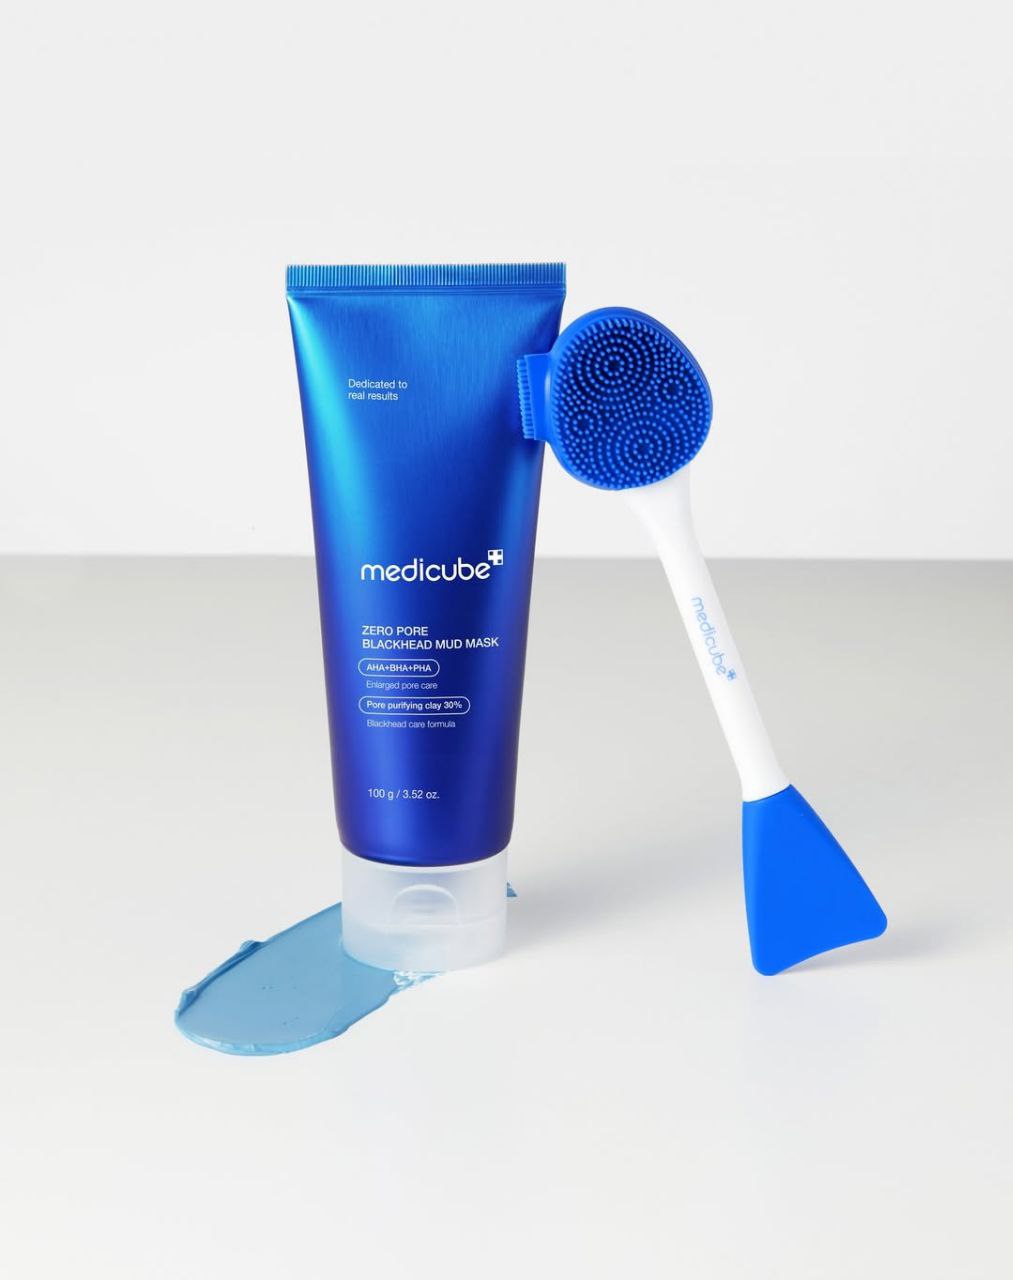 Dedicated to
real results
medicube
ZERO PORE
BLACKHEAD MUD MASK
AHA+BHA+PHA
Enlarged pore care
Pore purifying clay 30%
Blackhead care formula
100 g / 3.52 oz.
medicube